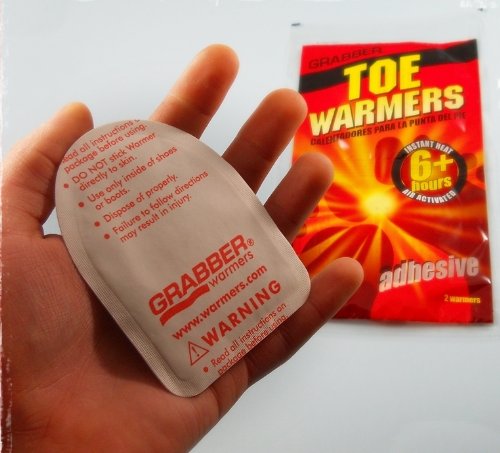 Read all instructions on
package before using.
• DO NOT stick Warmer
directly to skin.
• Use only inside of shoes
or boots.
• Dispose of properly.
• Failure to follow directions
may result in injury.
GRABBER®
warmers
www.warmers.com
WARNING
• Read all instructions on
package before using.
GRABBER
TOE
WARMERS
CALENTADORES PARA LA PUNTA DEL PIE
INSTANT HEAT
6+
hours
AIR ACTIVATED
adhesive
2 warmers